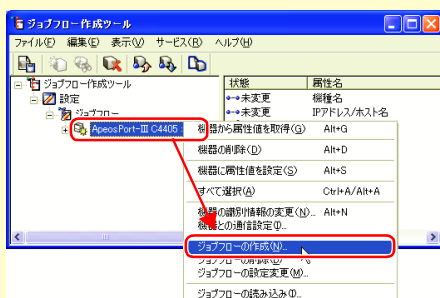 ジョブフロー作成ツール
ファイル(F) 編集(E) 表示(V) サービス(R) ヘルプ(H)
ジョブフロー作成ツール
設定
ジョブフロー
ApeosPort-III C4405 :
状態 属性名
未変更 機種名
未変更 IPアドレス/ホスト名
機器から属性値を取得(G) Alt+G
機器の削除(D) Alt+D
機器に属性値を設定(S) Alt+S
すべて選択(A) Ctrl+A/Alt+A
機器の識別情報の変更(N)... Alt+N
機器との通信設定(I)...
ジョブフローの作成(N)...
ジョブフローの削除(D)
ジョブフローの設定変更(M)...
ジョブフローの読み込み(I)...